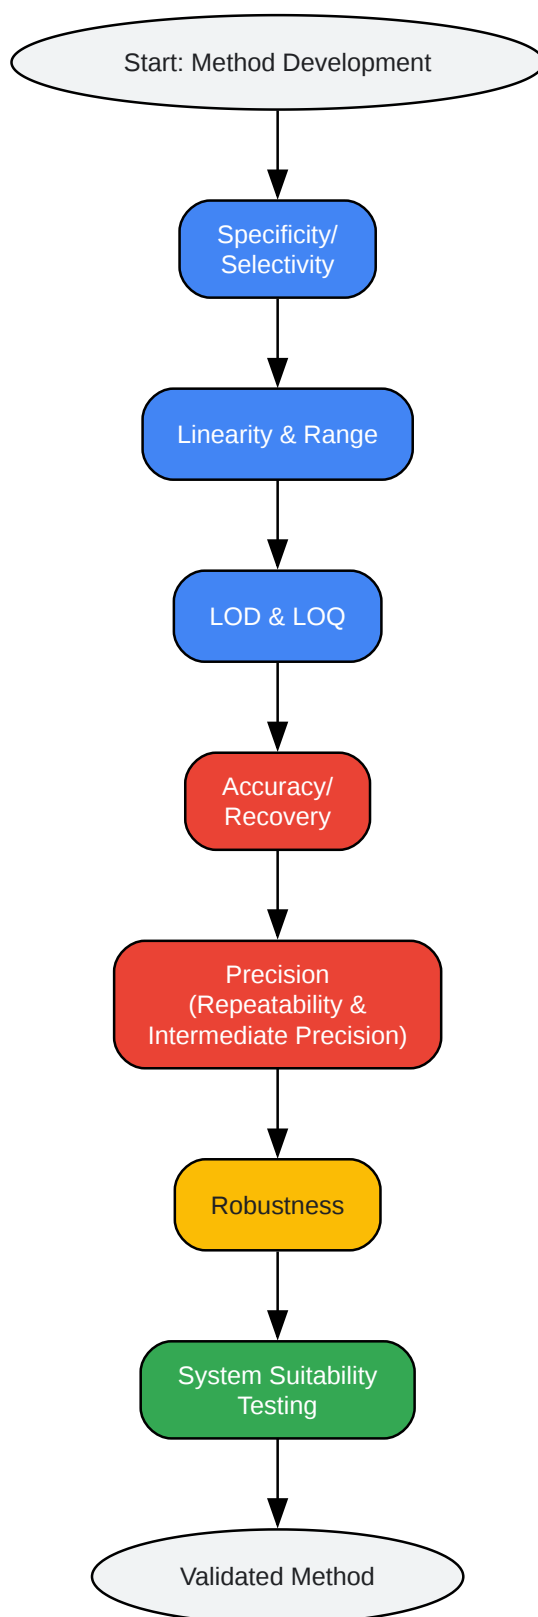 Start: Method Development
Specificity/
Selectivity
Linearity & Range
LOD & LOQ
Accuracy/
Recovery
Precision
(Repeatability &
Intermediate Precision)
Robustness
System Suitability
Testing
Validated Method